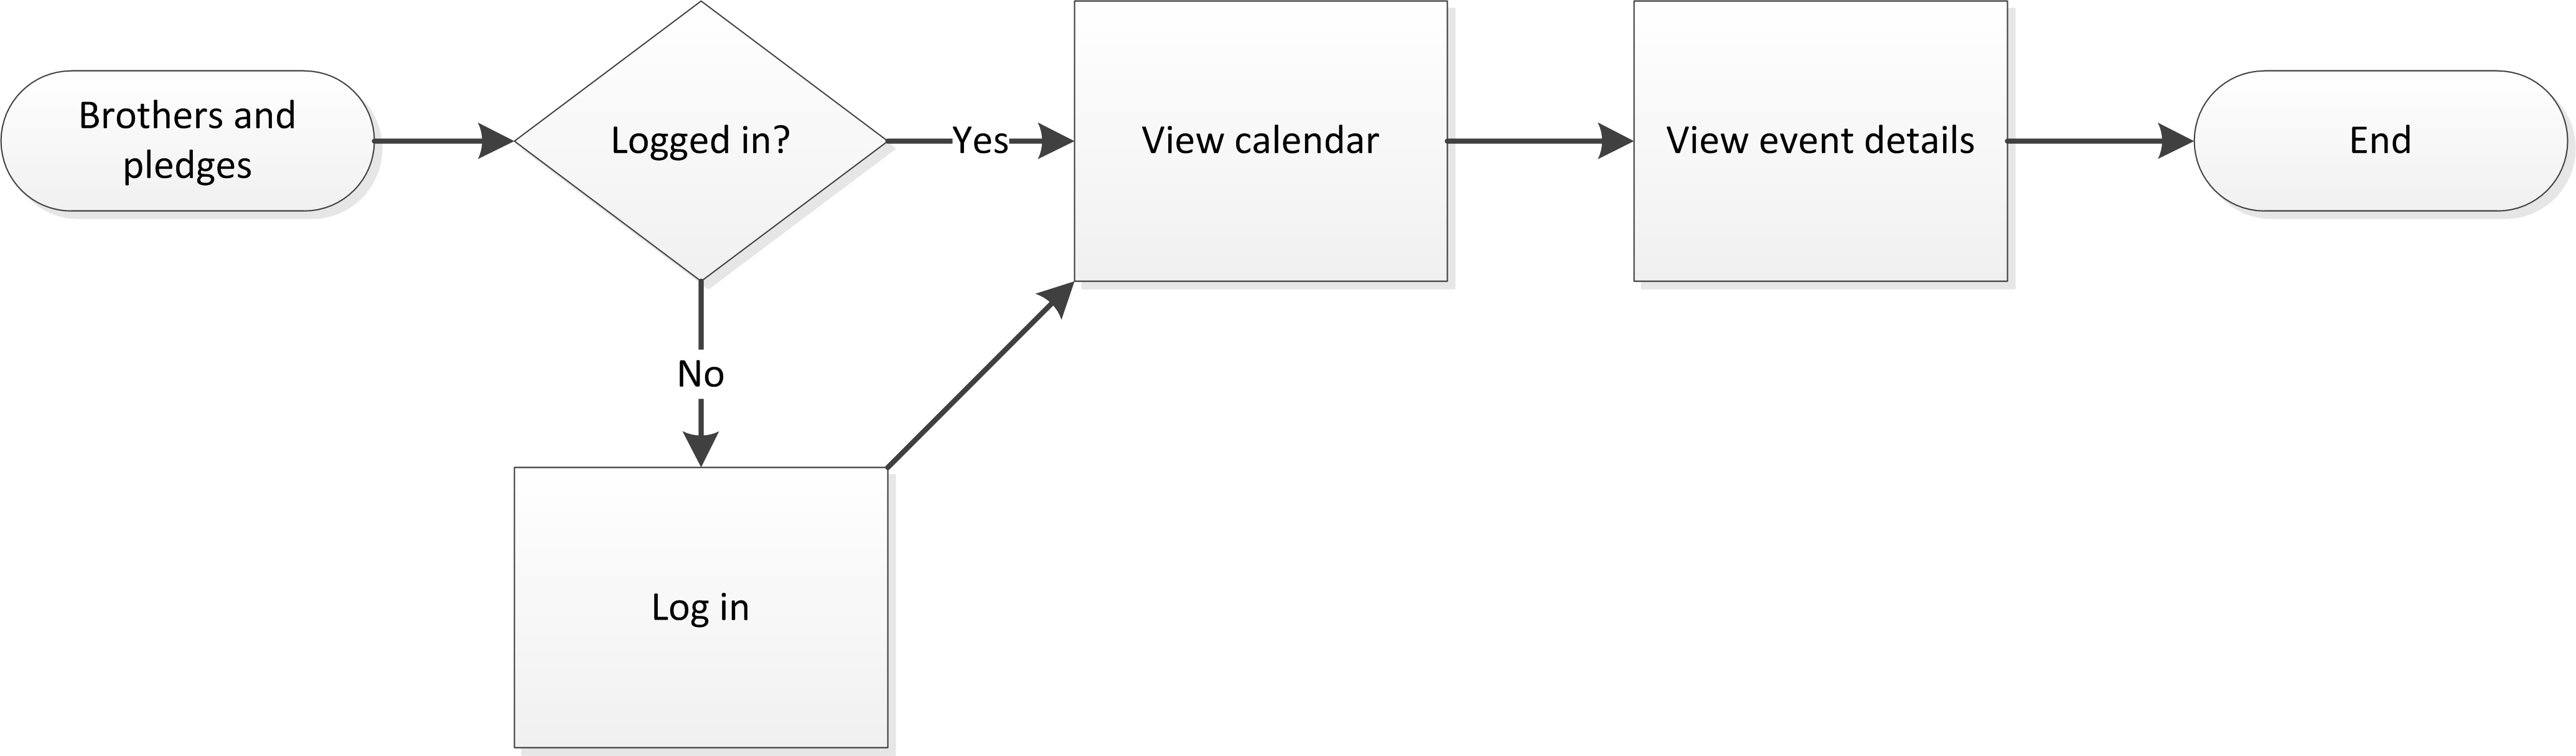 Brothers and
pledges
Logged in?
Yes
View calendar
View event details
End
No
Log in